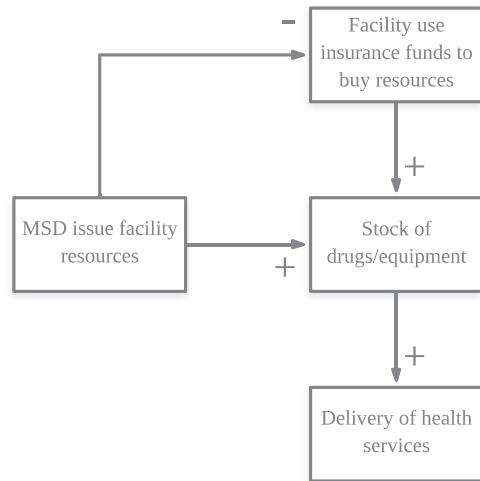 -
Facility use
insurance funds to
buy resources
+
MSD issue facility
resources
+
Stock of
drugs/equipment
+
Delivery of health
services